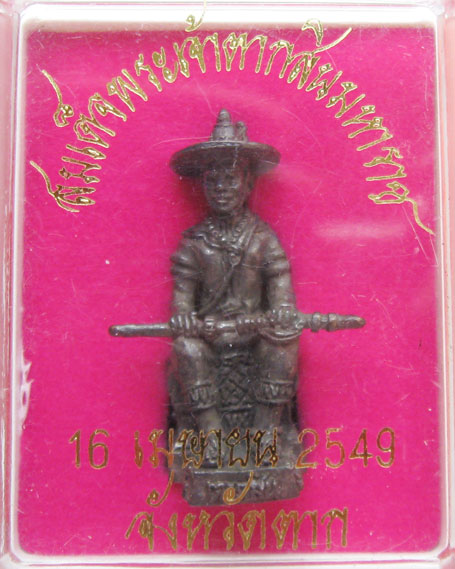 สมเด็จพระเจ้าตากสินมหาราช
16 เมษายน 2549
จังหวัดตาก